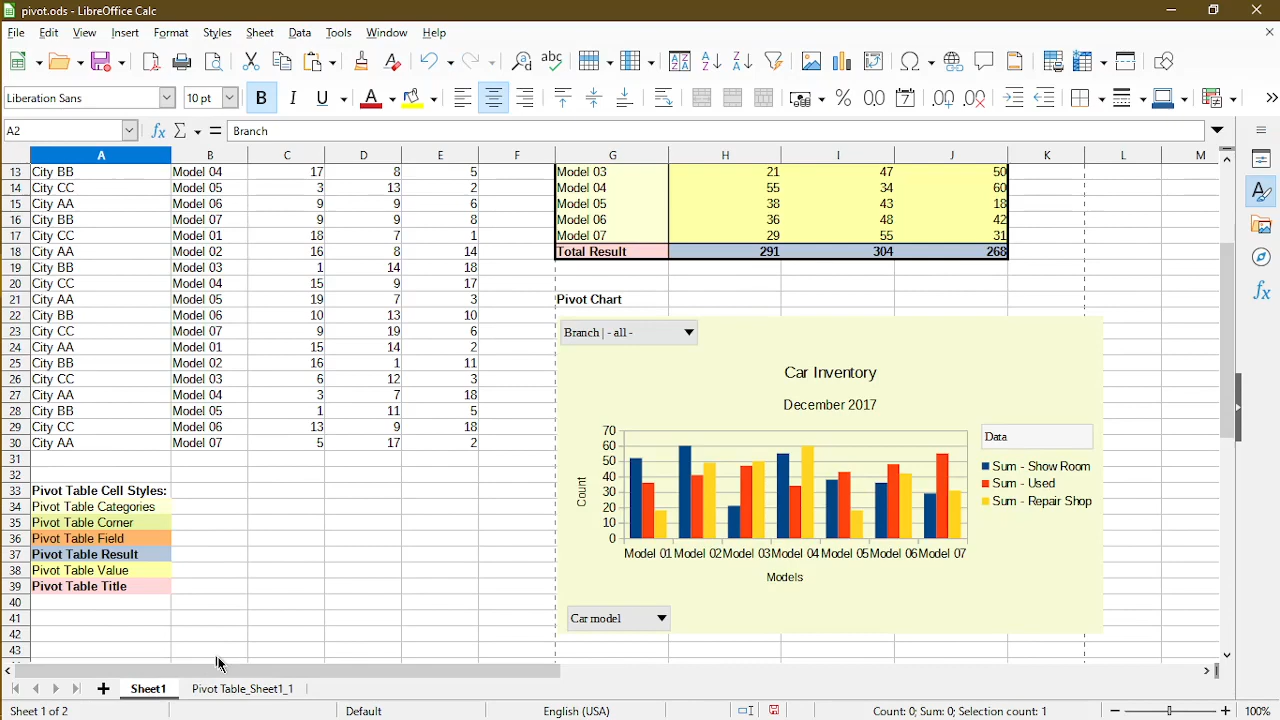 pivot.ods - LibreOffice Calc
File Edit View Insert Format Styles Sheet Data Tools Window Help
Liberation Sans 10 pt
A2 Branch
A B C D E F G H I J K L M
13 City BB Model 04 17 8 5 Model 03 21 47 50
14 City CC Model 05 3 13 2 Model 04 55 34 60
15 City AA Model 06 9 9 6 Model 05 38 43 18
16 City BB Model 07 9 9 8 Model 06 36 48 42
17 City CC Model 01 18 7 1 Model 07 29 55 31
18 City AA Model 02 16 8 14 Total Result 291 304 268
19 City BB Model 03 1 14 18
20 City CC Model 04 15 9 17
21 City AA Model 05 19 7 3 Pivot Chart
22 City BB Model 06 10 13 10
23 City CC Model 07 9 19 6
24 City AA Model 01 15 14 2
25 City BB Model 02 16 1 11
26 City CC Model 03 6 12 3
27 City AA Model 04 3 7 18
28 City BB Model 05 1 11 5
29 City CC Model 06 13 9 18
30 City AA Model 07 5 17 2
31
32
33 Pivot Table Cell Styles:
34 Pivot Table Categories
35 Pivot Table Corner
36 Pivot Table Field
37 Pivot Table Result
38 Pivot Table Value
39 Pivot Table Title
40
41
42
43
Branch | - all -
Car Inventory
December 2017
70
60
50
40
30
20
10
0
Count
Model 01 Model 02 Model 03 Model 04 Model 05 Model 06 Model 07
Models
Data
Sum - Show Room
Sum - Used
Sum - Repair Shop
Car model
Sheet1 Pivot Table_Sheet1_1
Sheet 1 of 2 Default English (USA) Count: 0; Sum: 0; Selection count: 1 100%